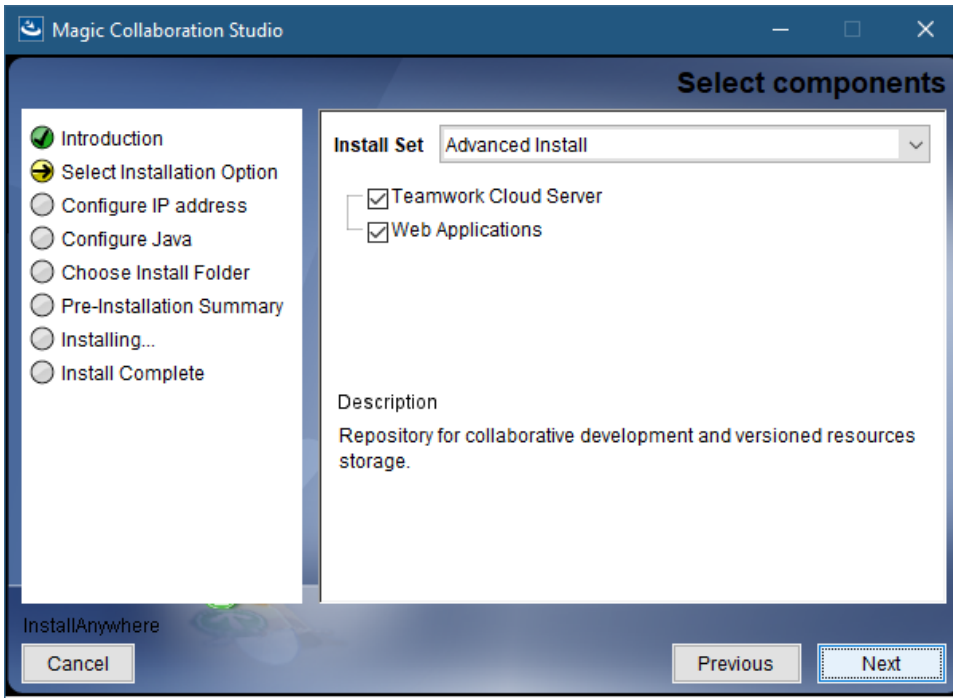 Magic Collaboration Studio
Select components
Introduction
Select Installation Option
Configure IP address
Configure Java
Choose Install Folder
Pre-Installation Summary
Installing...
Install Complete
Install Set
Advanced Install
Teamwork Cloud Server
Web Applications
Description
Repository for collaborative development and versioned resources
storage.
InstallAnywhere
Cancel
Previous
Next